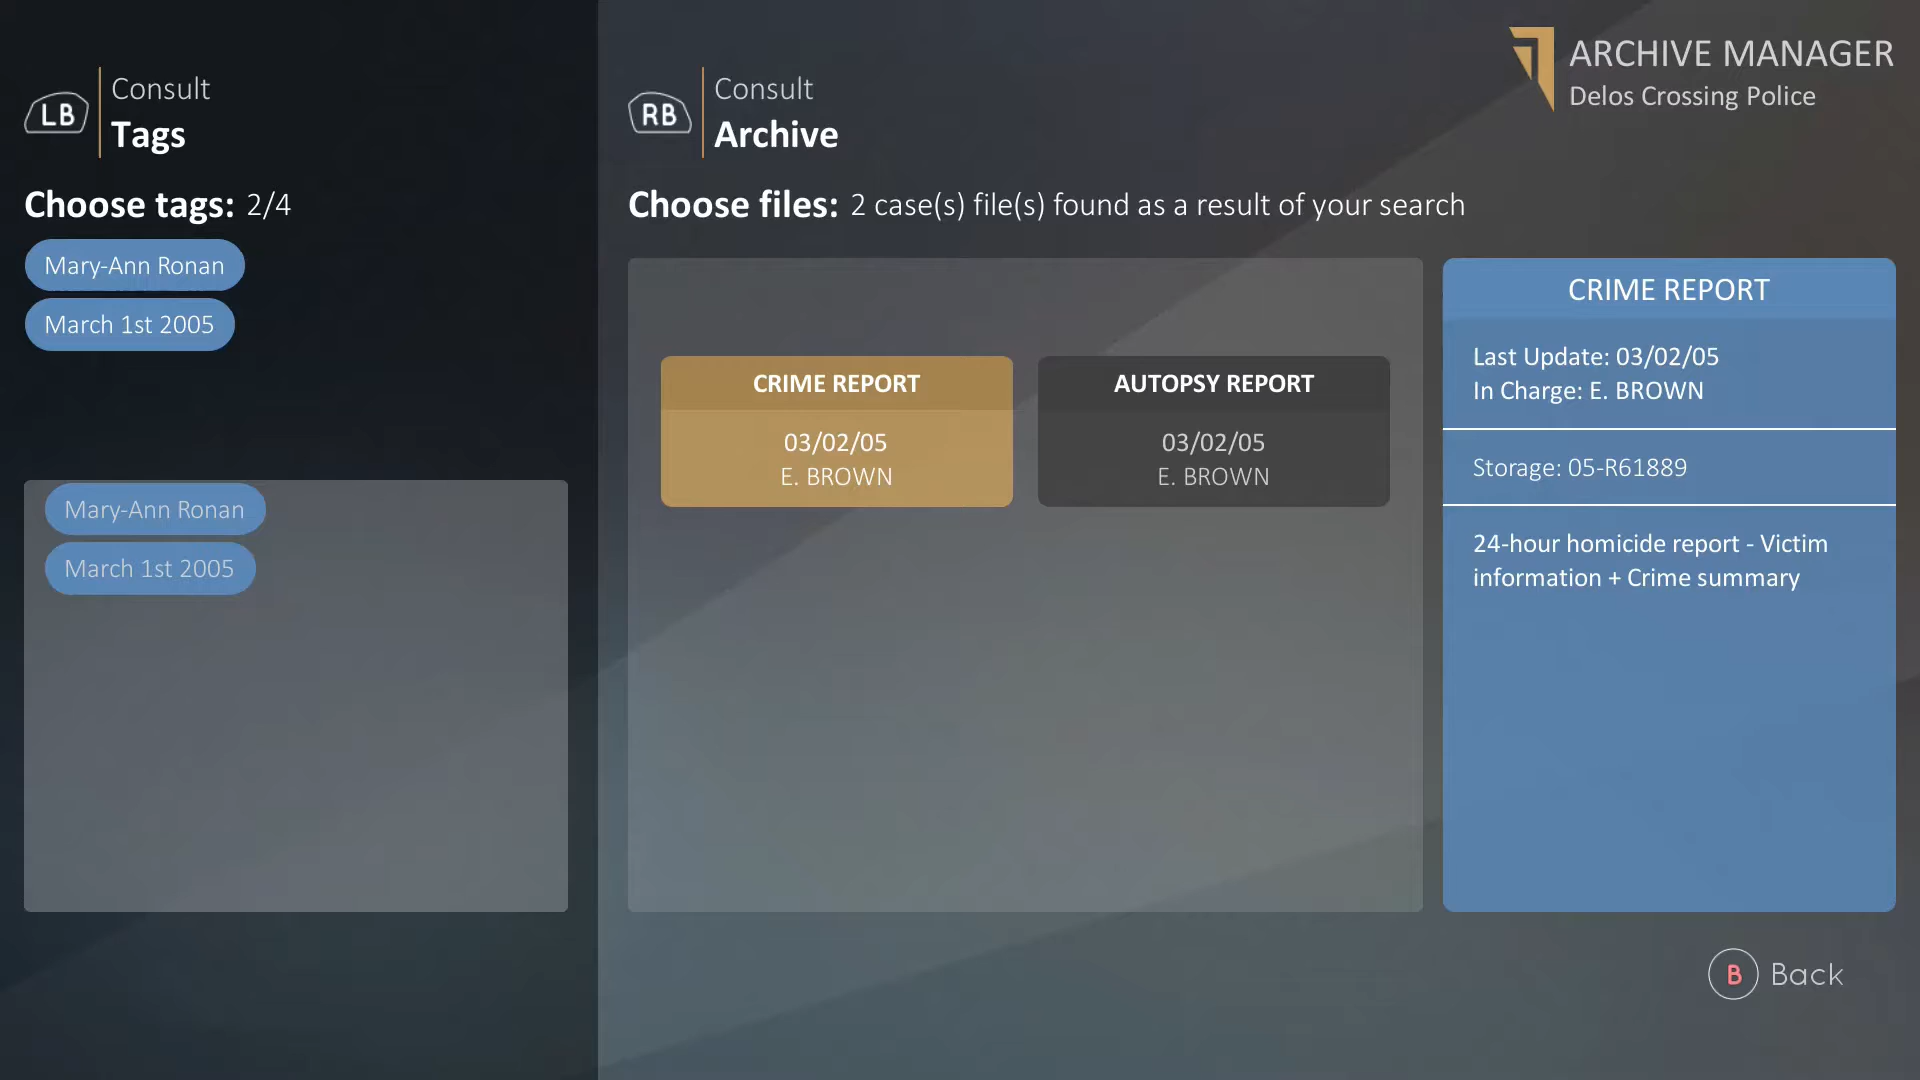 LB
Consult
Tags
Choose tags: 2/4
Mary-Ann Ronan
March 1st 2005
Mary-Ann Ronan
March 1st 2005
RB
Consult
Archive
ARCHIVE MANAGER
Delos Crossing Police
Choose files: 2 case(s) file(s) found as a result of your search
CRIME REPORT
03/02/05
E. BROWN
AUTOPSY REPORT
03/02/05
E. BROWN
CRIME REPORT
Last Update: 03/02/05
In Charge: E. BROWN
Storage: 05-R61889
24-hour homicide report - Victim
information + Crime summary
B Back